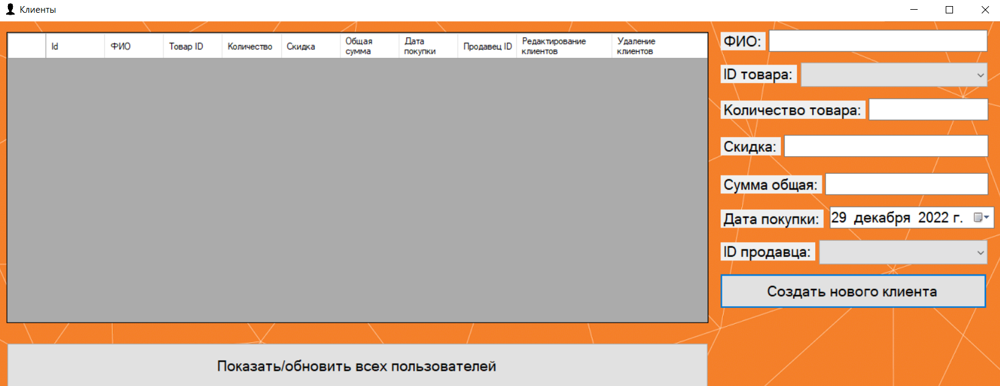 Клиенты
Id
ФИО
Товар ID
Количество
Скидка
Общая
сумма
Дата
покупки
Продавец ID
Редактирование
клиентов
Удаление
клиентов
ФИО:
ID товара:
Количество товара:
Скидка:
Сумма общая:
Дата покупки: 29 декабря 2022 г.
ID продавца:
Создать нового клиента
Показать/обновить всех пользователей